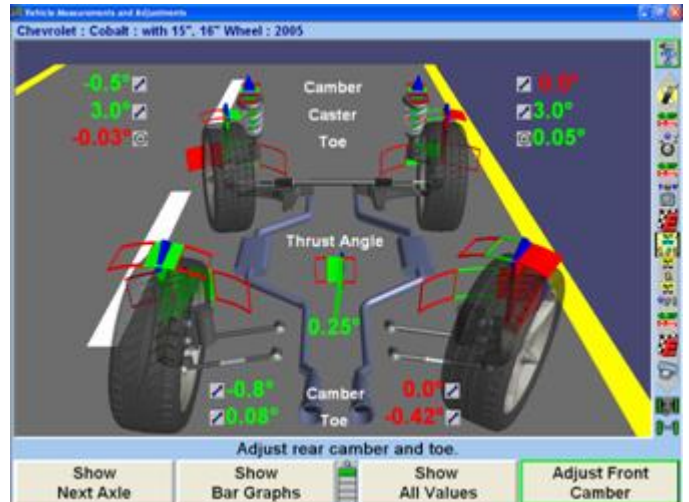 Vehicle Measurements and Adjustments
Chevrolet : Cobalt : with 15", 16" Wheel : 2005
-0.5° Camber
3.0° Caster 3.0°
-0.03° Toe 0.05°
Thrust Angle
0.25°
-0.8° Camber 0.0°
0.08° Toe -0.42°
Adjust rear camber and toe.
Show Next Axle
Show Bar Graphs
Show All Values
Adjust Front Camber